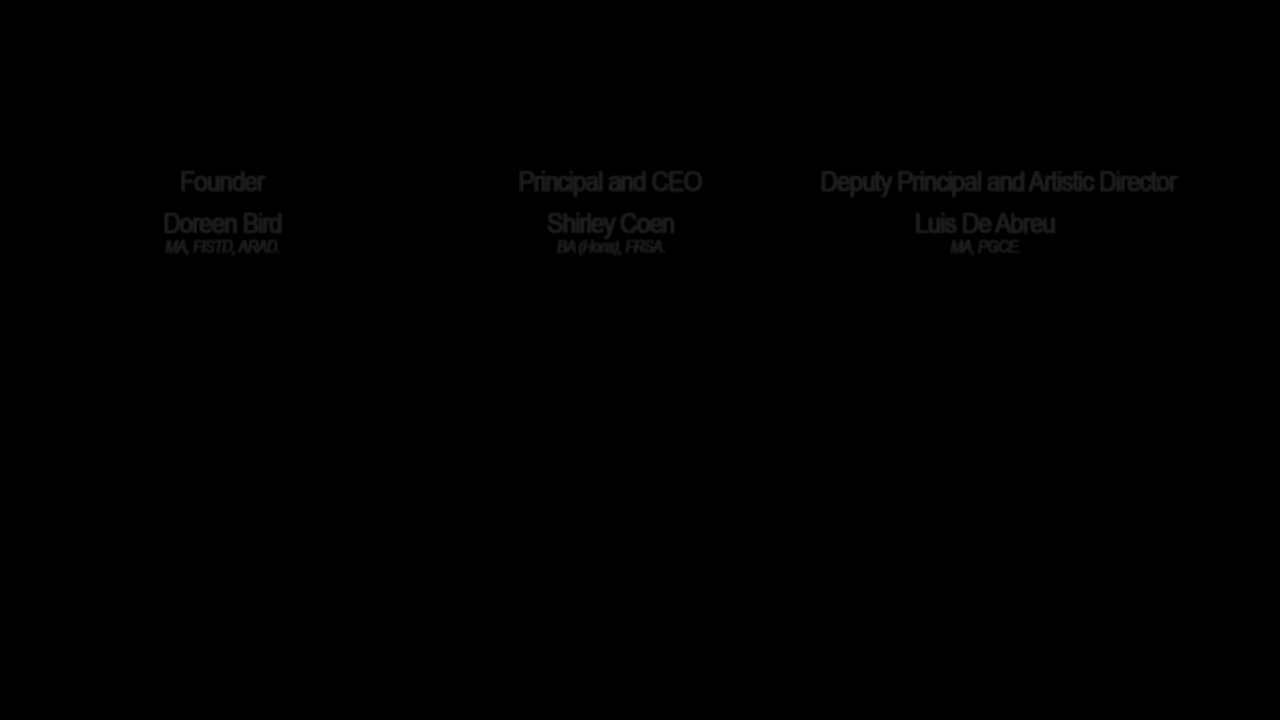 Founder
Doreen Bird
MA, FISTD, ARAD.
Principal and CEO
Shirley Coen
BA (Hons), FRSA.
Deputy Principal and Artistic Director
Luis De Abreu
MA, PGCE.